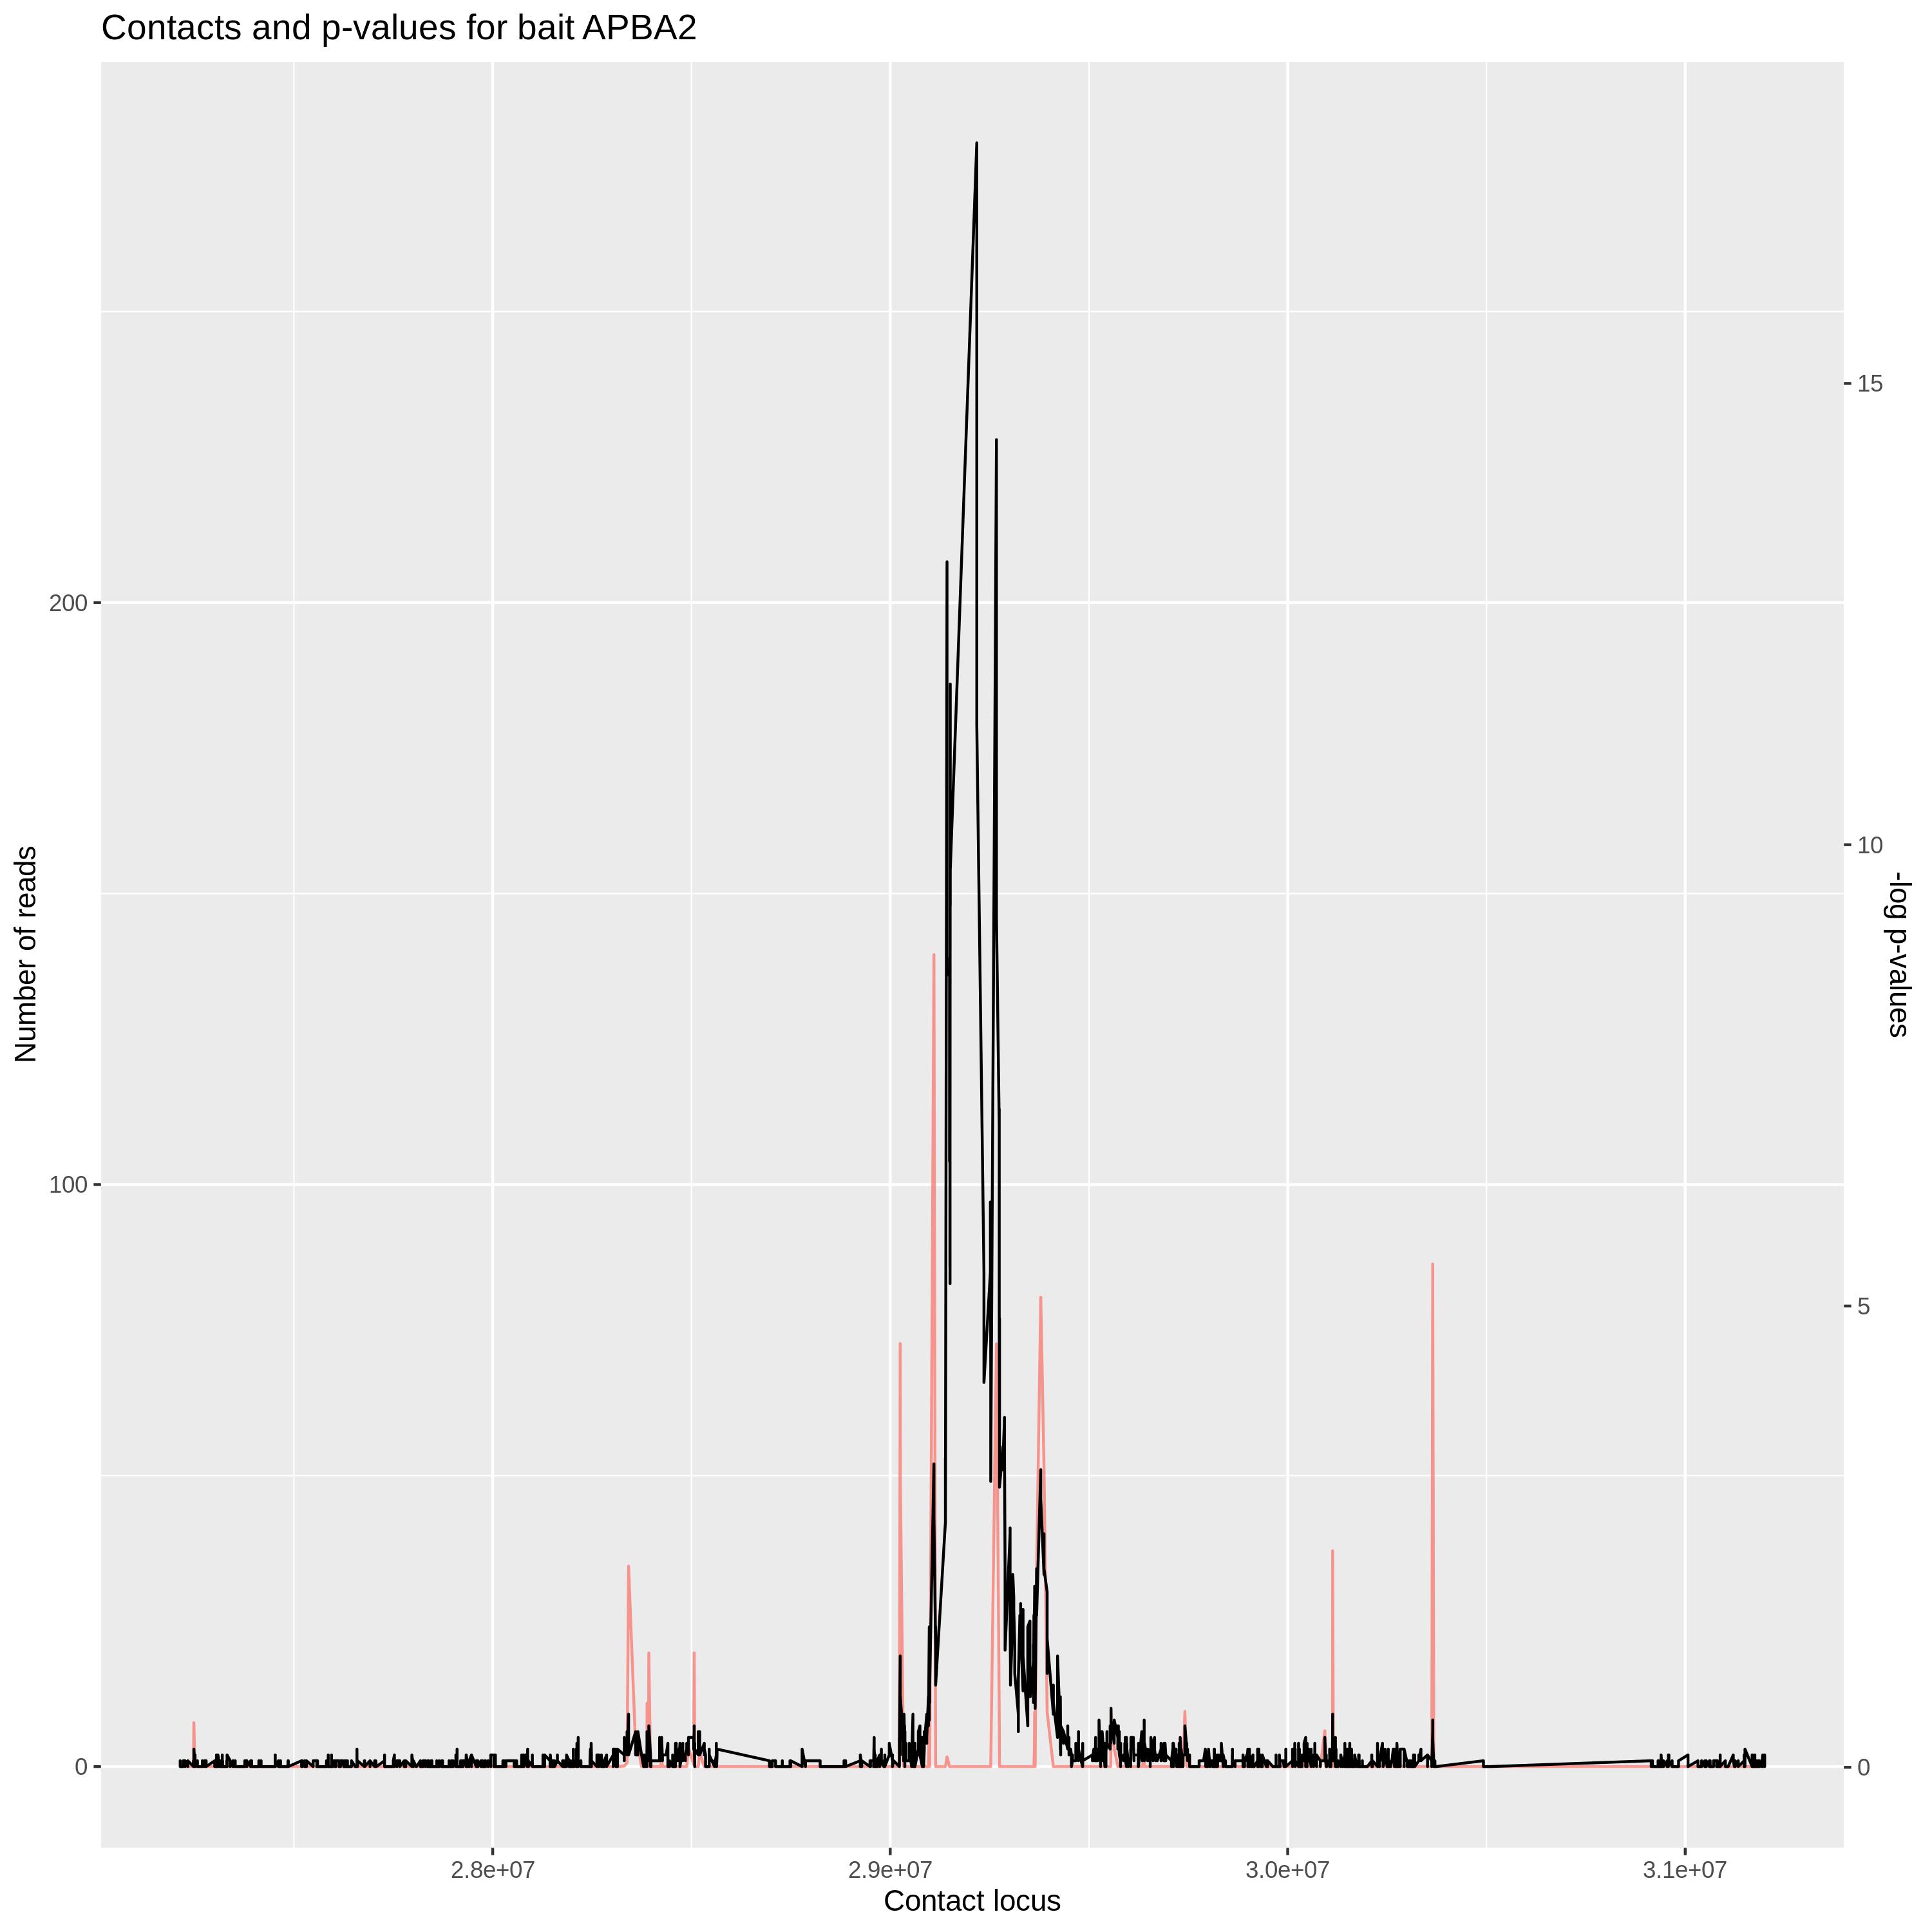 Contacts and p-values for bait APBA2
Number of reads
200
100
0
15
10
5
0
-log p-values
2.8e+07 2.9e+07 3.0e+07 3.1e+07
Contact locus